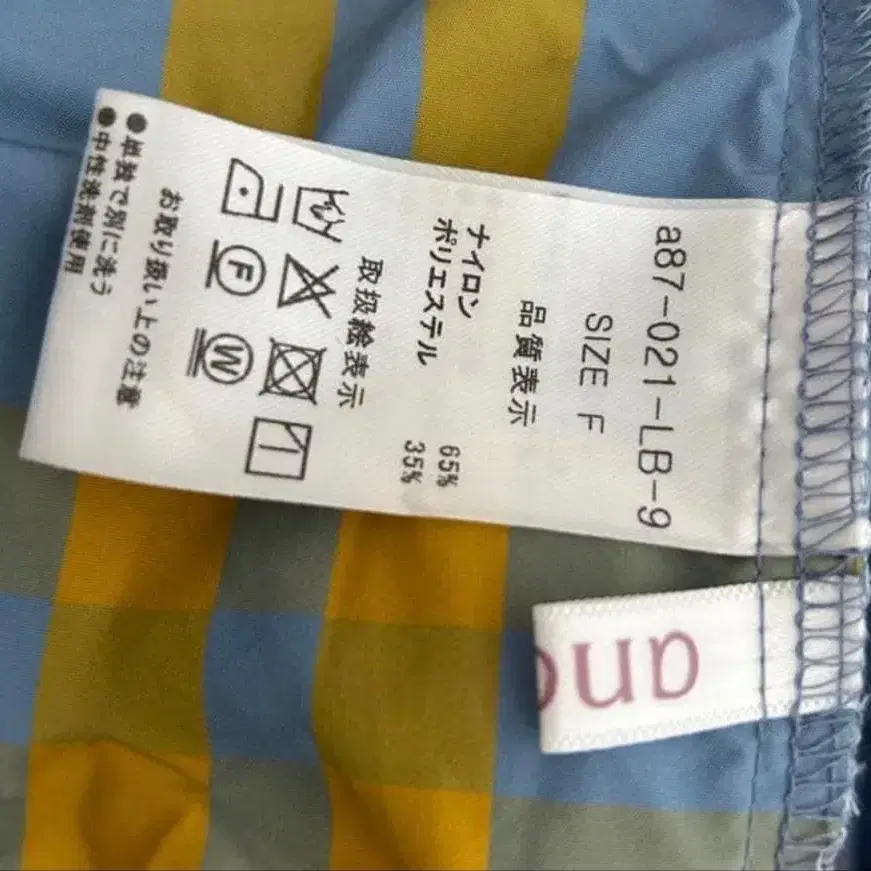 a87-021-LB-9
SIZE F
品質表示
ナイロン 65%
ポリエステル 35%
取扱絵表示
F W
お取り扱い上の注意
●単独で別に洗う
●中性洗剤使用